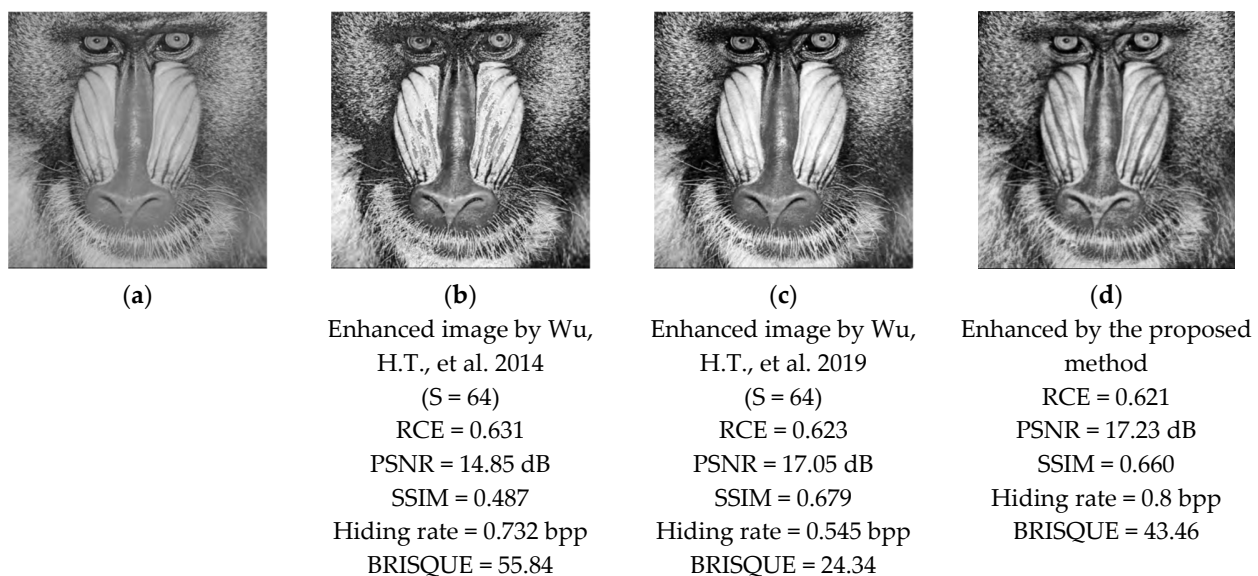 (a)
(b)
Enhanced image by Wu,
H.T., et al. 2014
(S = 64)
RCE = 0.631
PSNR = 14.85 dB
SSIM = 0.487
Hiding rate = 0.732 bpp
BRISQUE = 55.84
(c)
Enhanced image by Wu,
H.T., et al. 2019
(S = 64)
RCE = 0.623
PSNR = 17.05 dB
SSIM = 0.679
Hiding rate = 0.545 bpp
BRISQUE = 24.34
(d)
Enhanced by the proposed
method
RCE = 0.621
PSNR = 17.23 dB
SSIM = 0.660
Hiding rate = 0.8 bpp
BRISQUE = 43.46